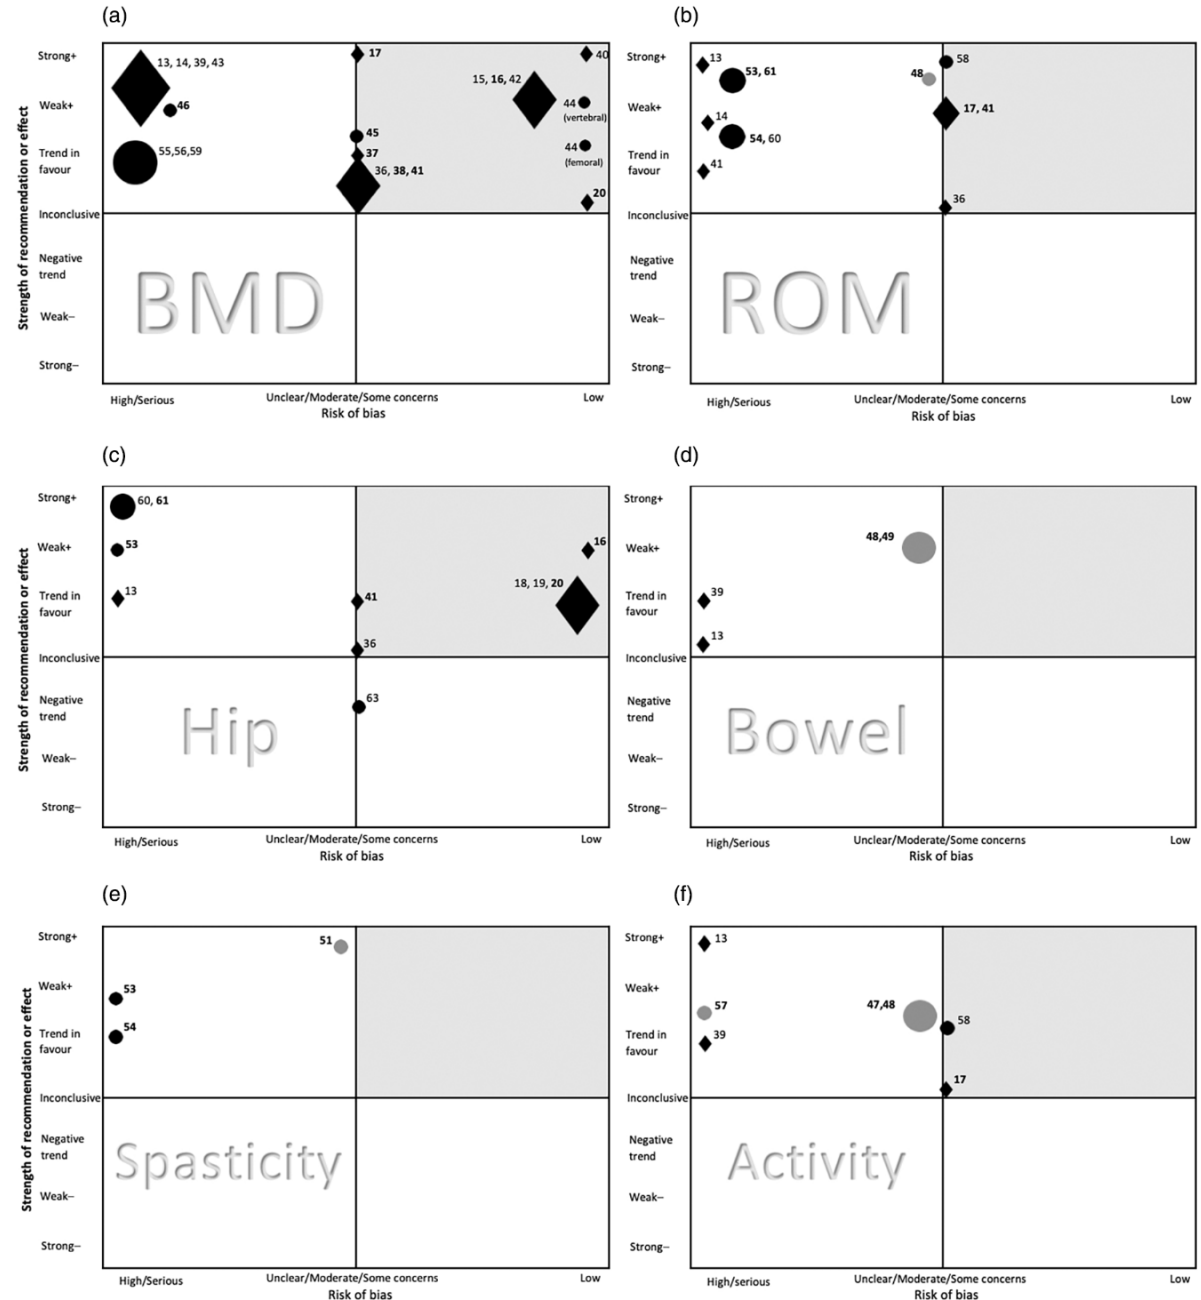 (a)
Strong+
Weak+
Trend in
favour
Inconclusive
Negative
trend
Weak–
Strong–
Strength of recommendation or effect
13, 14, 39, 43
46
55,56,59
17
45
37
36, 38, 41
15, 16, 42
40
44
(vertebral)
44
(femoral)
20
BMD
High/Serious
Unclear/Moderate/Some concerns
Low
Risk of bias
(b)
Strong+
Weak+
Trend in
favour
Inconclusive
Negative
trend
Weak–
Strong–
13
53, 61
48
58
14
17, 41
54, 60
41
36
ROM
High/Serious
Unclear/Moderate/Some concerns
Low
Risk of bias
(c)
Strong+
Weak+
Trend in
favour
Inconclusive
Negative
trend
Weak–
Strong–
Strength of recommendation or effect
60, 61
53
13
16
18, 19, 20
41
36
63
Hip
High/Serious
Unclear/Moderate/Some concerns
Low
Risk of bias
(d)
Strong+
Weak+
Trend in
favour
Inconclusive
Negative
trend
Weak–
Strong–
48,49
39
13
Bowel
High/Serious
Unclear/Moderate/Some concerns
Low
Risk of bias
(e)
Strong+
Weak+
Trend in
favour
Inconclusive
Negative
trend
Weak–
Strong–
Strength of recommendation or effect
51
53
54
Spasticity
High/Serious
Unclear/Moderate/Some concerns
Low
Risk of bias
(f)
Strong+
Weak+
Trend in
favour
Inconclusive
Negative
trend
Weak–
Strong–
13
57
47,48
58
39
17
Activity
High/Serious
Unclear/Moderate/Some concerns
Low
Risk of bias